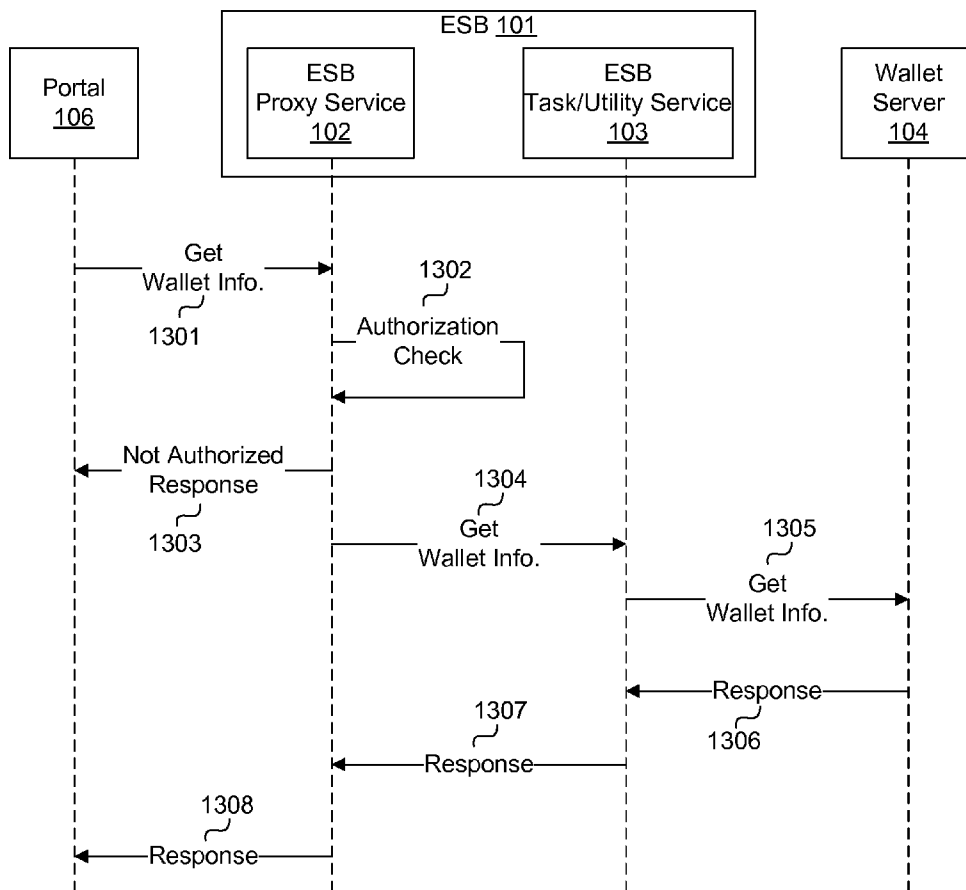 ESB 101
Portal
106
ESB
Proxy Service
102
ESB
Task/Utility Service
103
Wallet
Server
104
Get
Wallet Info.
1301
1302
Authorization
Check
Not Authorized
Response
1303
1304
Get
Wallet Info.
1305
Get
Wallet Info.
Response
1306
1307
Response
1308
Response